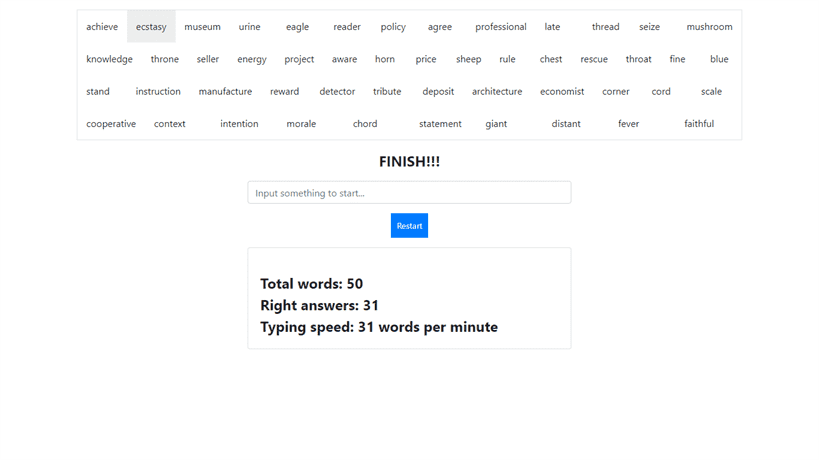 achieve ecstasy museum urine eagle reader policy agree professional late thread seize mushroom
knowledge throne seller energy project aware horn price sheep rule chest rescue throat fine blue
stand instruction manufacture reward detector tribute deposit architecture economist corner cord scale
cooperative context intention morale chord statement giant distant fever faithful
FINISH!!!
Input something to start...
Restart
Total words: 50
Right answers: 31
Typing speed: 31 words per minute